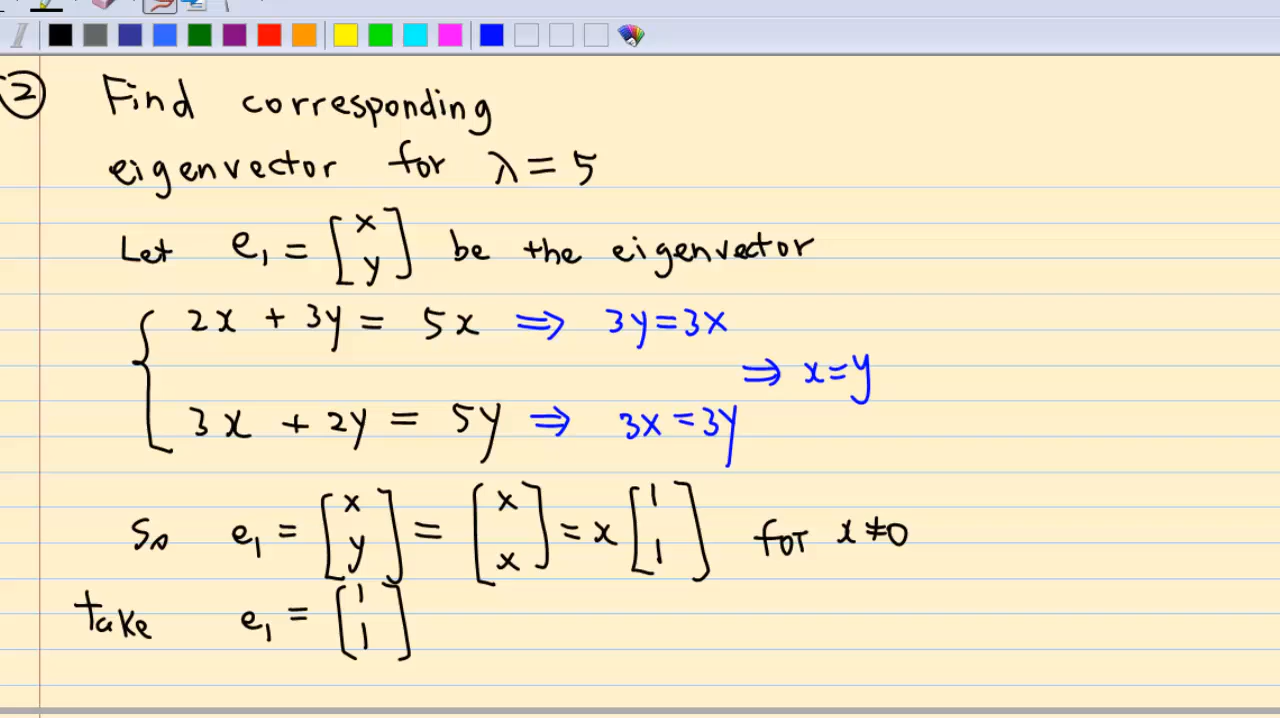 ② Find corresponding
eigenvector for λ = 5
Let e₁ = [x y] be the eigenvector
{ 2x + 3y = 5x ⇒ 3y = 3x
⇒ x = y
3x + 2y = 5y ⇒ 3x = 3y
So e₁ = [x y] = [x x] = x [1 1] for x ≠ 0
take e₁ = [1 1]